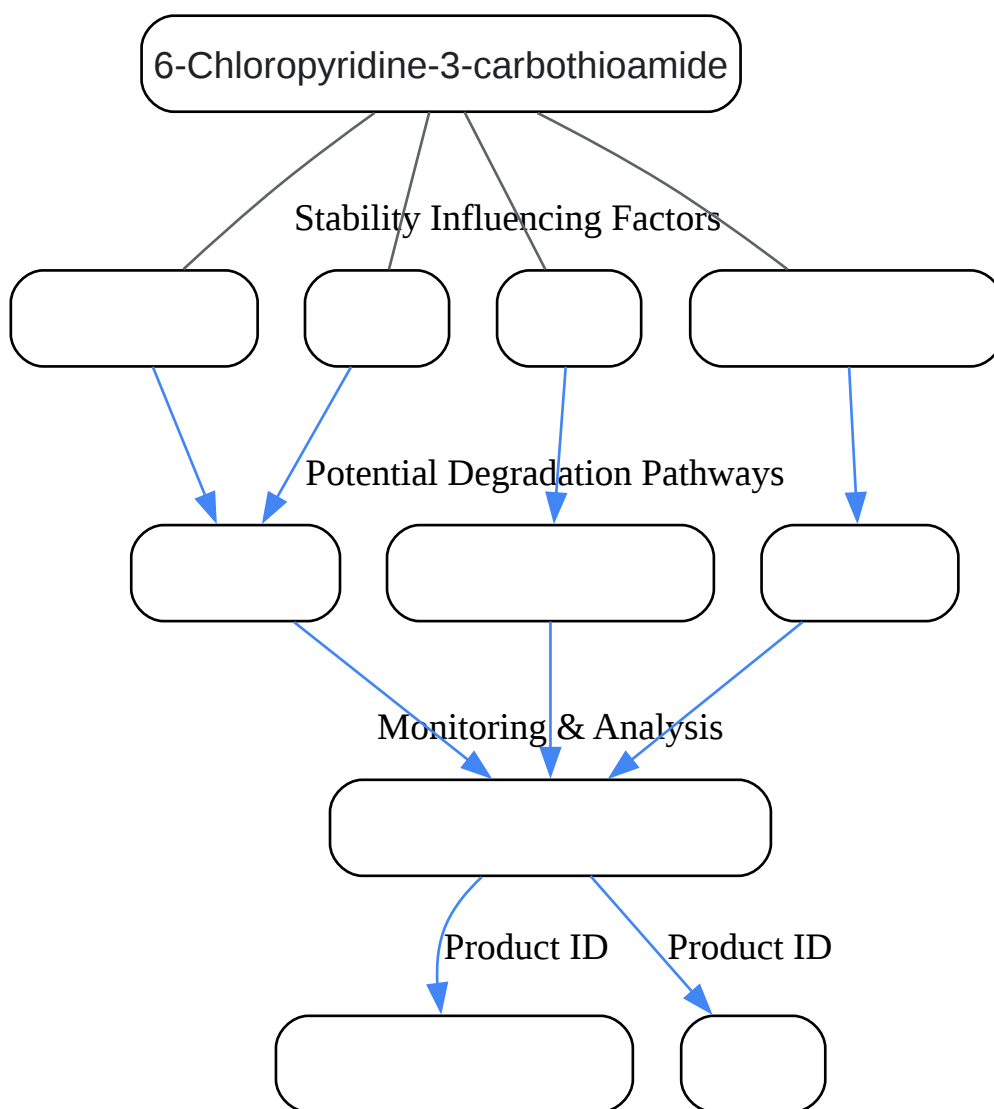 6-Chloropyridine-3-carbothioamide
Stability Influencing Factors
Potential Degradation Pathways
Monitoring & Analysis
Product ID
Product ID